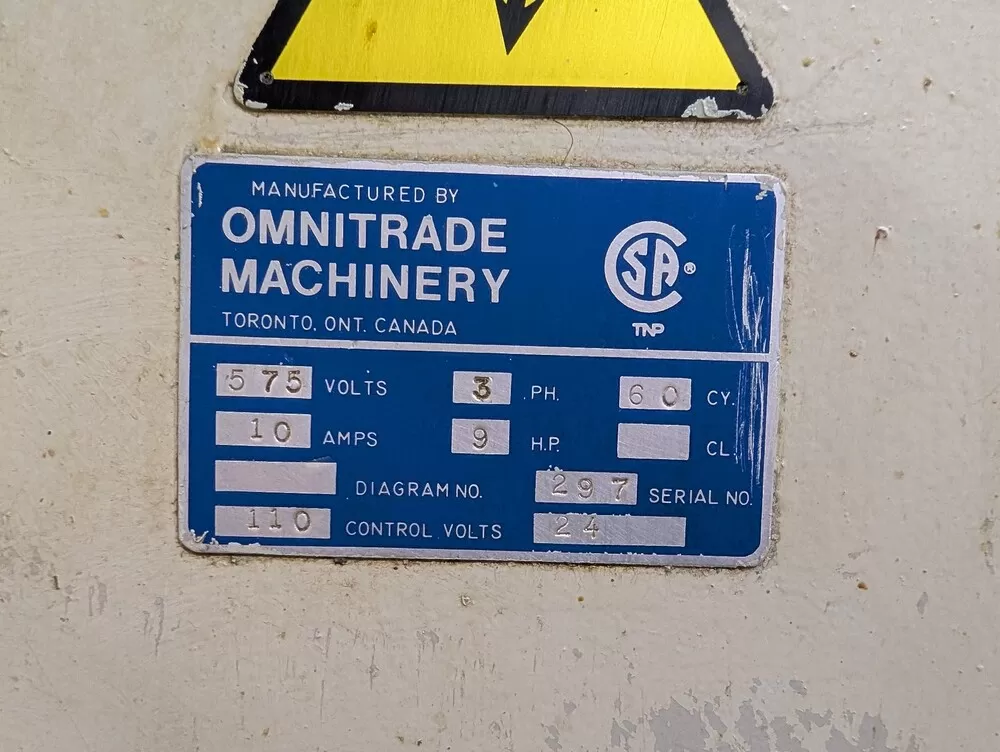 MANUFACTURED BY
OMNITRADE
MACHINERY
TORONTO, ONT. CANADA
CSA®
TNP
575 VOLTS 3 PH. 60 CY.
10 AMPS 9 H.P. CL.
DIAGRAM NO. 297 SERIAL NO.
110 CONTROL VOLTS 24